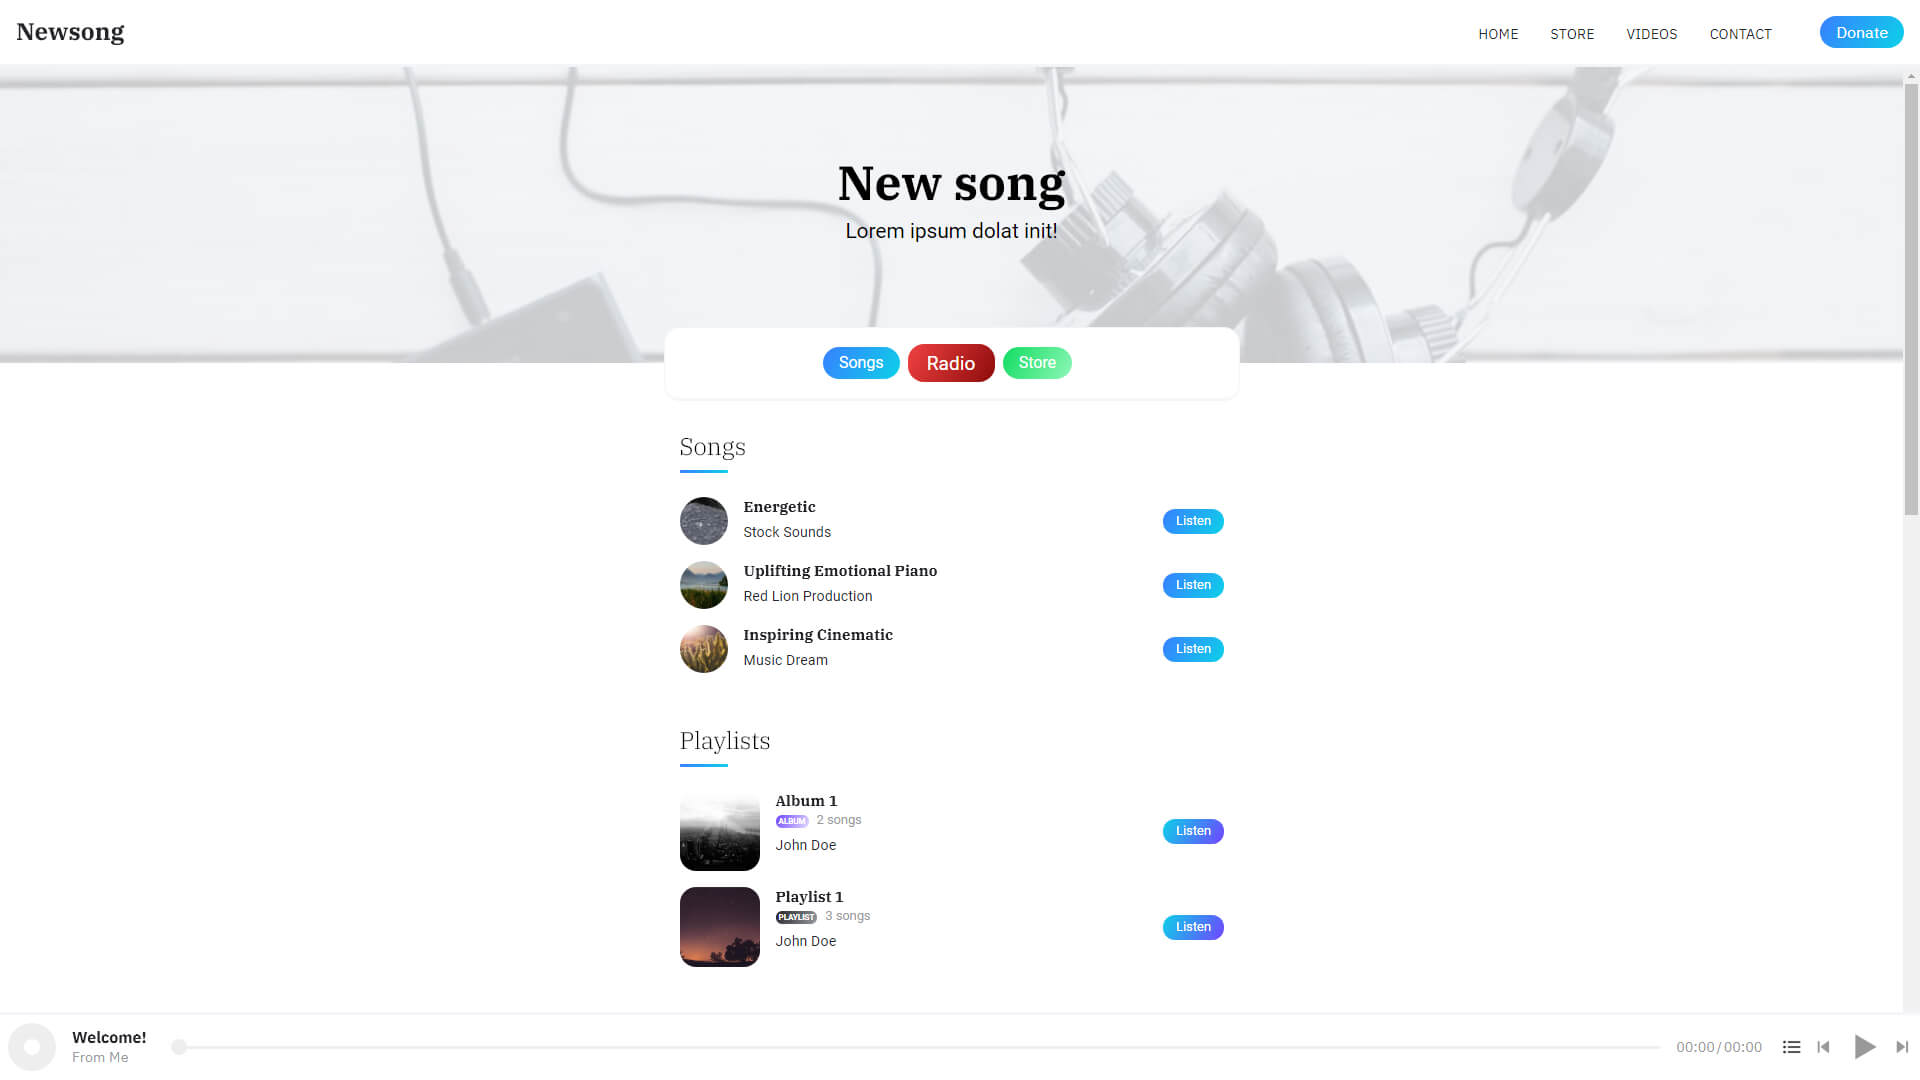 Newsong
HOME STORE VIDEOS CONTACT Donate
New song
Lorem ipsum dolat init!
Songs Radio Store
Songs
Energetic
Stock Sounds
Listen
Uplifting Emotional Piano
Red Lion Production
Listen
Inspiring Cinematic
Music Dream
Listen
Playlists
Album 1
ALBUM 2 songs
John Doe
Listen
Playlist 1
PLAYLIST 3 songs
John Doe
Listen
Welcome!
From Me
00:00/00:00